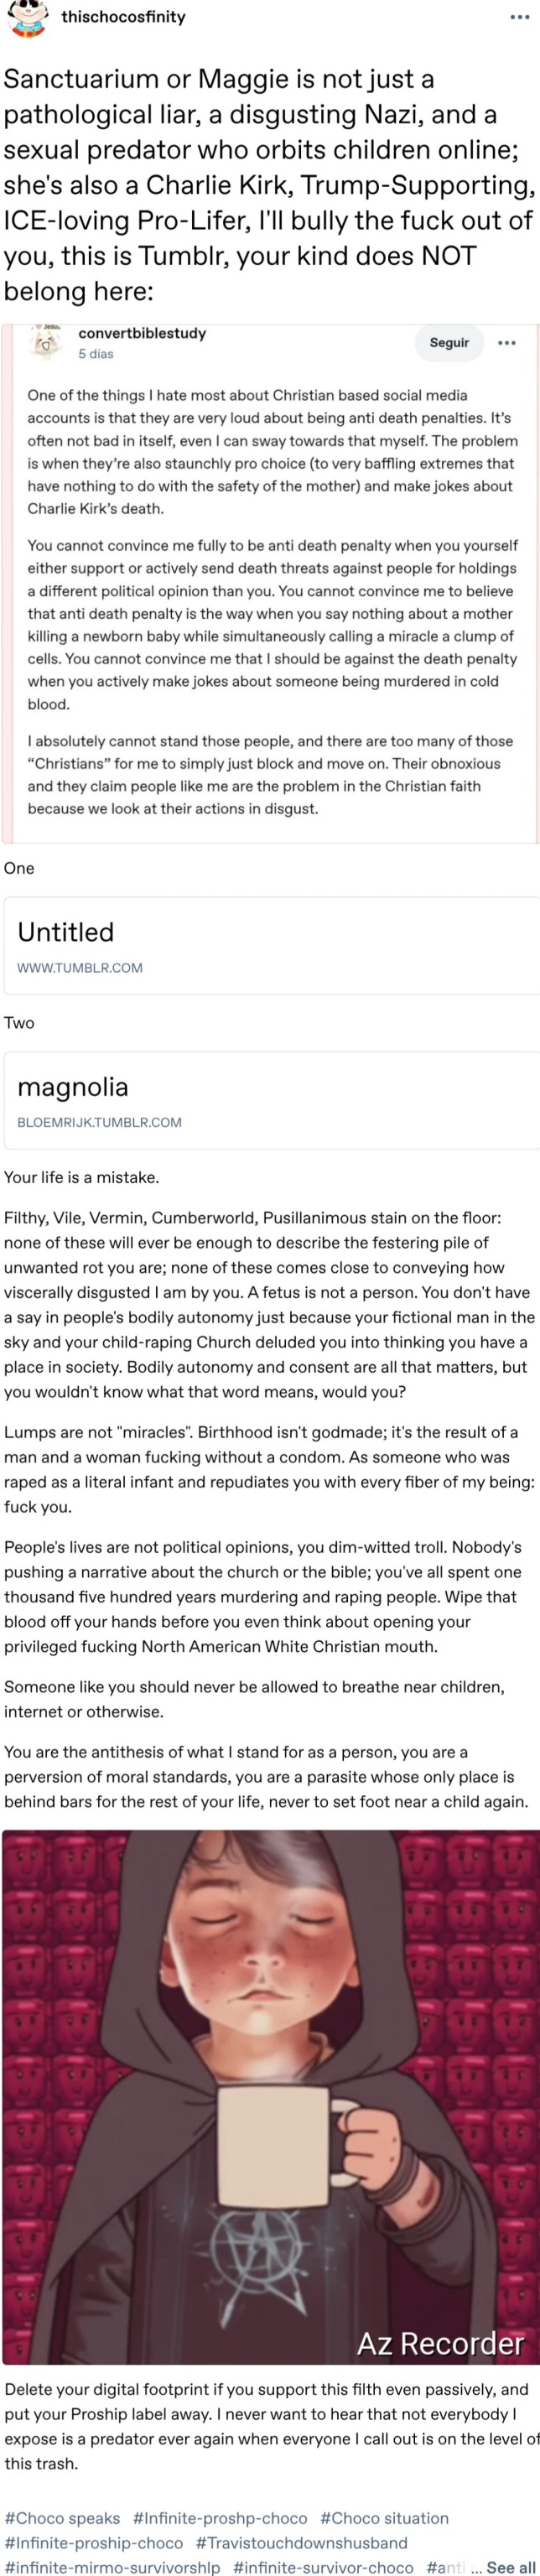 thischocosfinity
Sanctuarium or Maggie is not just a
pathological liar, a disgusting Nazi, and a
sexual predator who orbits children online;
she's also a Charlie Kirk, Trump-Supporting,
ICE-loving Pro-Lifer, I'll bully the fuck out of
you, this is Tumblr, your kind does NOT
belong here:
convertbiblestudy
5 días
Seguir
One of the things I hate most about Christian based social media
accounts is that they are very loud about being anti death penalties. It's
often not bad in itself, even I can sway towards that myself. The problem
is when they're also staunchly pro choice (to very baffling extremes that
have nothing to do with the safety of the mother) and make jokes about
Charlie Kirk's death.
You cannot convince me fully to be anti death penalty when you yourself
either support or actively send death threats against people for holdings
a different political opinion than you. You cannot convince me to believe
that anti death penalty is the way when you say nothing about a mother
killing a newborn baby while simultaneously calling a miracle a clump of
cells. You cannot convince me that I should be against the death penalty
when you actively make jokes about someone being murdered in cold
blood.
I absolutely cannot stand those people, and there are too many of those
“Christians” for me to simply just block and move on. Their obnoxious
and they claim people like me are the problem in the Christian faith
because we look at their actions in disgust.
One
Untitled
WWW.TUMBLR.COM
Two
magnolia
BLOEMRIJK.TUMBLR.COM
Your life is a mistake.
Filthy, Vile, Vermin, Cumberworld, Pusillanimous stain on the floor:
none of these will ever be enough to describe the festering pile of
unwanted rot you are; none of these comes close to conveying how
viscerally disgusted I am by you. A fetus is not a person. You don't have
a say in people's bodily autonomy just because your fictional man in the
sky and your child-raping Church deluded you into thinking you have a
place in society. Bodily autonomy and consent are all that matters, but
you wouldn't know what that word means, would you?
Lumps are not "miracles". Birthhood isn't godmade; it's the result of a
man and a woman fucking without a condom. As someone who was
raped as a literal infant and repudiates you with every fiber of my being:
fuck you.
People's lives are not political opinions, you dim-witted troll. Nobody's
pushing a narrative about the church or the bible; you've all spent one
thousand five hundred years murdering and raping people. Wipe that
blood off your hands before you even think about opening your
privileged fucking North American White Christian mouth.
Someone like you should never be allowed to breathe near children,
internet or otherwise.
You are the antithesis of what I stand for as a person, you are a
perversion of moral standards, you are a parasite whose only place is
behind bars for the rest of your life, never to set foot near a child again.
Az Recorder
Delete your digital footprint if you support this filth even passively, and
put your Proship label away. I never want to hear that not everybody I
expose is a predator ever again when everyone I call out is on the level of
this trash.
#Choco speaks #Infinite-proshp-choco #Choco situation
#Infinite-proship-choco #Travistouchdownshusband
#infinite-mirmo-survivorshlp #infinite-survivor-choco #anti ... See all